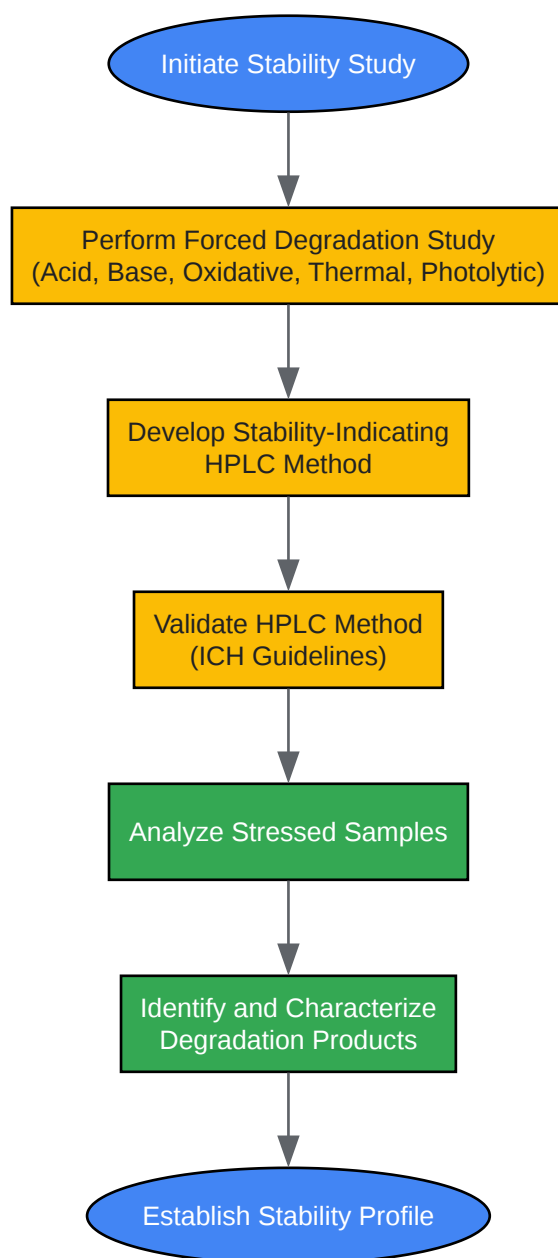 Initiate Stability Study
Perform Forced Degradation Study
(Acid, Base, Oxidative, Thermal, Photolytic)
Develop Stability-Indicating
HPLC Method
Validate HPLC Method
(ICH Guidelines)
Analyze Stressed Samples
Identify and Characterize
Degradation Products
Establish Stability Profile